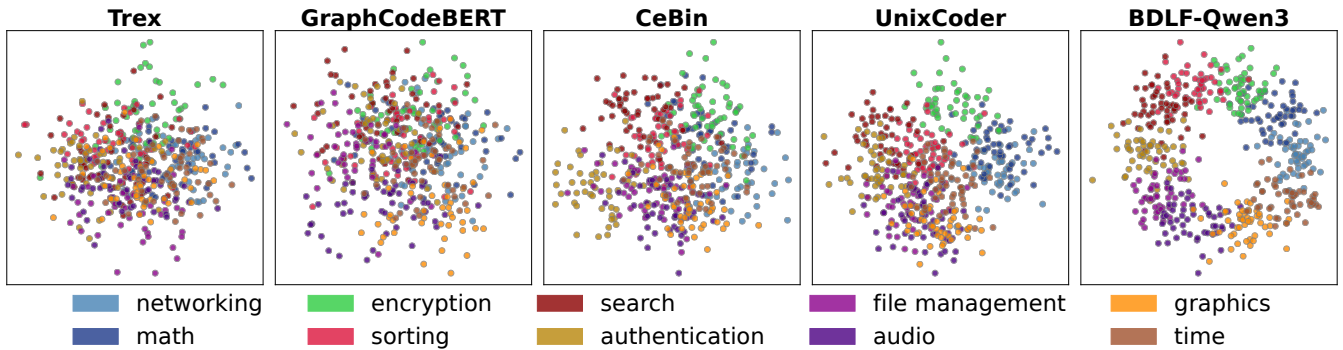 Trex GraphCodeBERT CeBin UnixCoder BDLF-Qwen3
networking encryption search file management graphics
math sorting authentication audio time